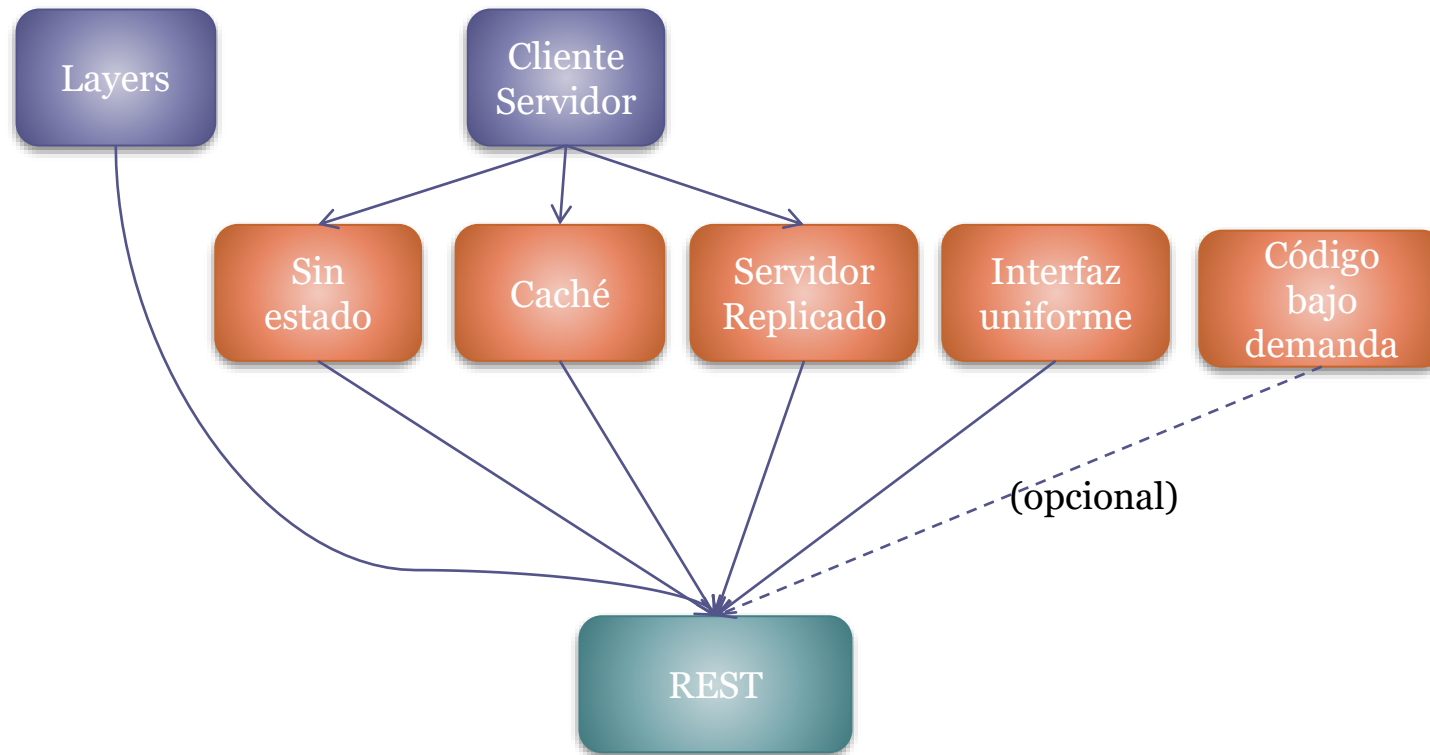 Layers
Cliente
Servidor
Sin
estado
Caché
Servidor
Replicado
Interfaz
uniforme
Código
bajo
demanda
(opcional)
REST